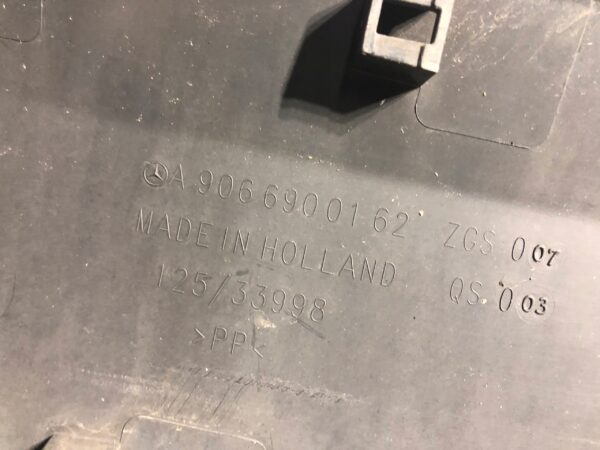 A 906 690 01 62 ZGS 007
MADE IN HOLLAND QS 003
125/33998
>PP<